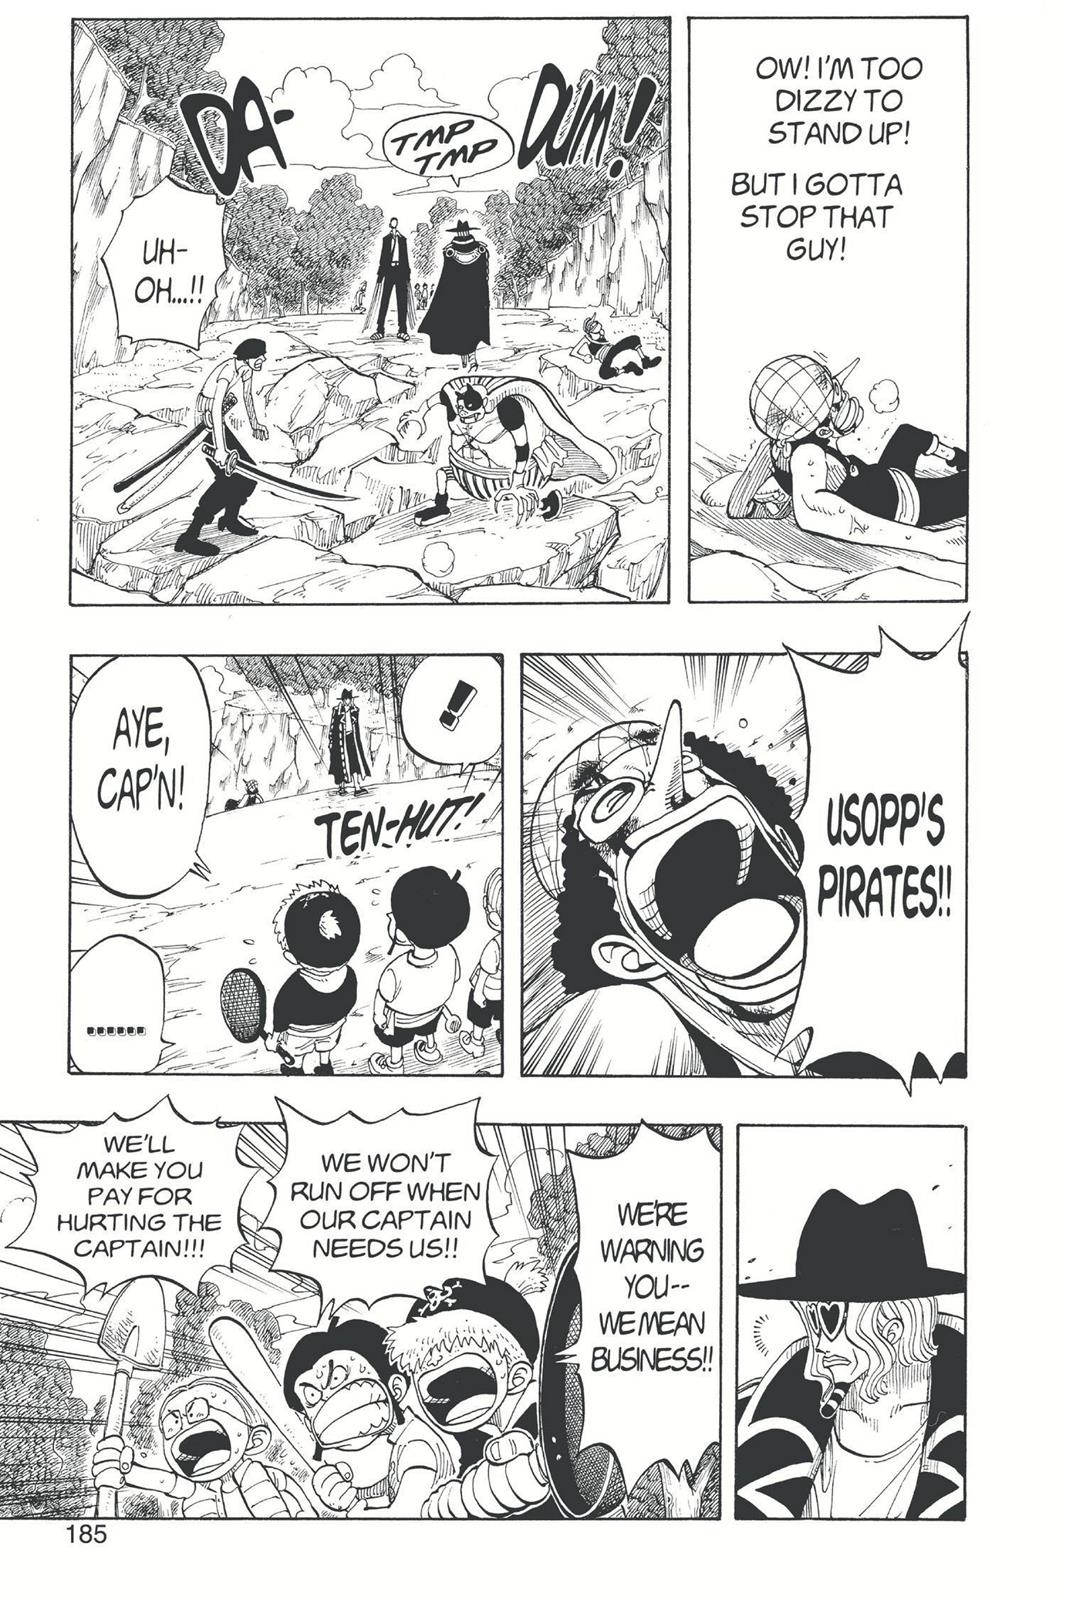 OW! I'M TOO
DIZZY TO
STAND UP!
BUT I GOTTA
STOP THAT
GUY!
DA-
DUM!
TMP
TMP
UH-
OH...!!
USOPP'S
PIRATES!!
!
TEN-HUT!
AYE,
CAP'N!
......
WE'RE
WARNING
YOU--
WE MEAN
BUSINESS!!
WE WON'T
RUN OFF WHEN
OUR CAPTAIN
NEEDS US!!
WE'LL
MAKE YOU
PAY FOR
HURTING THE
CAPTAIN!!!
185